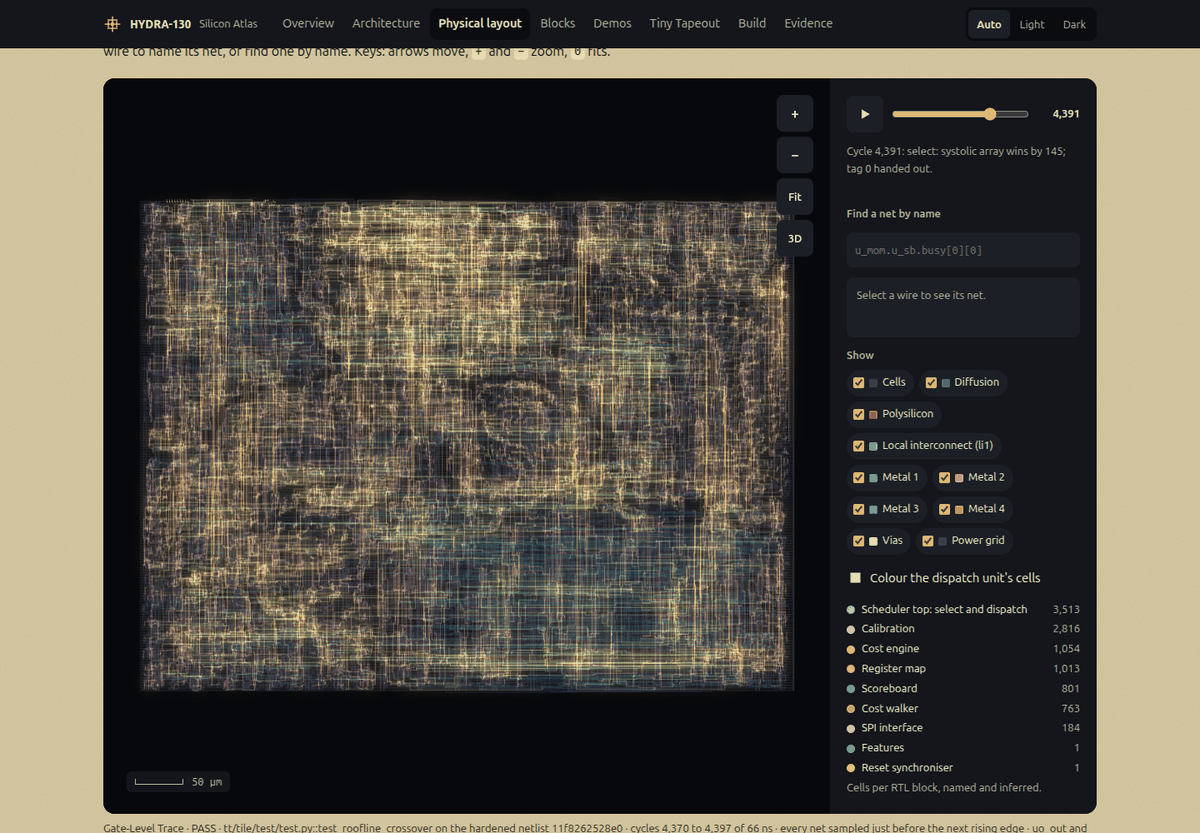 HYDRA-130 Silicon Atlas Overview Architecture Physical layout Blocks Demos Tiny Tapeout Build Evidence Auto Light Dark
wire to name its net, or find one by name. Keys: arrows move, + and − zoom, 0 fits.
+
−
Fit
3D
50 µm
4,391
Cycle 4,391: select: systolic array wins by 145;
tag 0 handed out.
Find a net by name
u_mom.u_sb.busy[0][0]
Select a wire to see its net.
Show
Cells Diffusion
Polysilicon
Local interconnect (li1)
Metal 1 Metal 2
Metal 3 Metal 4
Vias Power grid
Colour the dispatch unit's cells
Scheduler top: select and dispatch 3,513
Calibration 2,816
Cost engine 1,054
Register map 1,013
Scoreboard 801
Cost walker 763
SPI interface 184
Features 1
Reset synchroniser 1
Cells per RTL block, named and inferred.
Gate-Level Trace · PASS · tt/tile/test/test.py::test_roofline_crossover on the hardened netlist 11f8262528e0 · cycles 4,370 to 4,397 of 66 ns · every net sampled just before the next rising edge · uo_out and